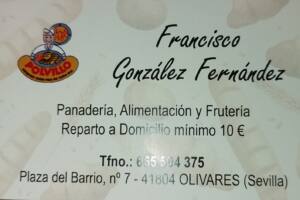 POLVILLO
Francisco
González Fernández
Panadería, Alimentación y Frutería
Reparto a Domicilio mínimo 10 €
Tfno.: 504 375
Plaza del Barrio, nº 7 - 41804 OLIVARES (Sevilla)